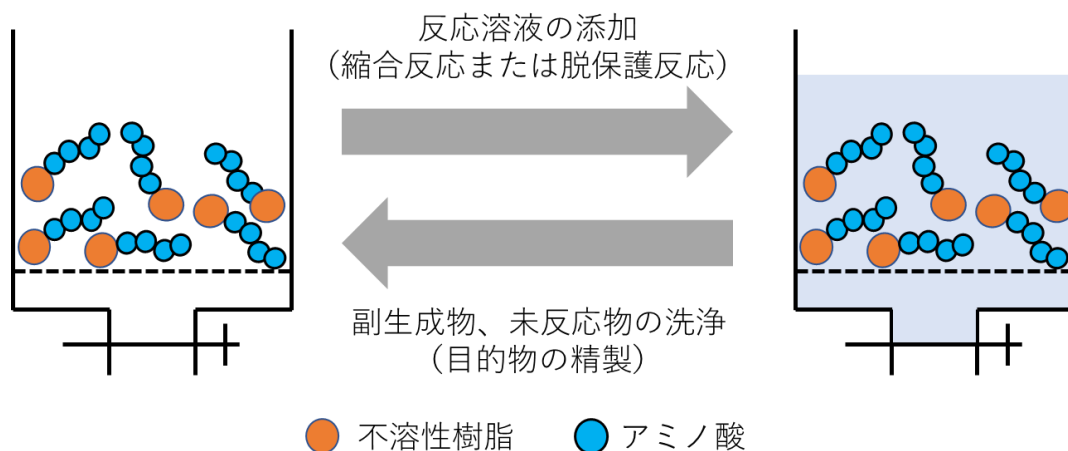 反応溶液の添加
（縮合反応または脱保護反応）
副生成物、未反応物の洗浄
（目的物の精製）
不溶性樹脂
アミノ酸